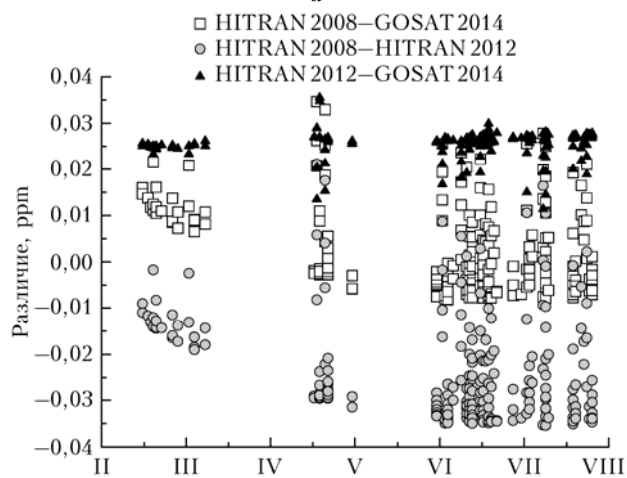 HITRAN 2008–GOSAT 2014
HITRAN 2008–HITRAN 2012
HITRAN 2012–GOSAT 2014
Различие, ppm
0,04
0,03
0,02
0,01
0,00
–0,01
–0,02
–0,03
–0,04
II III IV V VI VII VIII